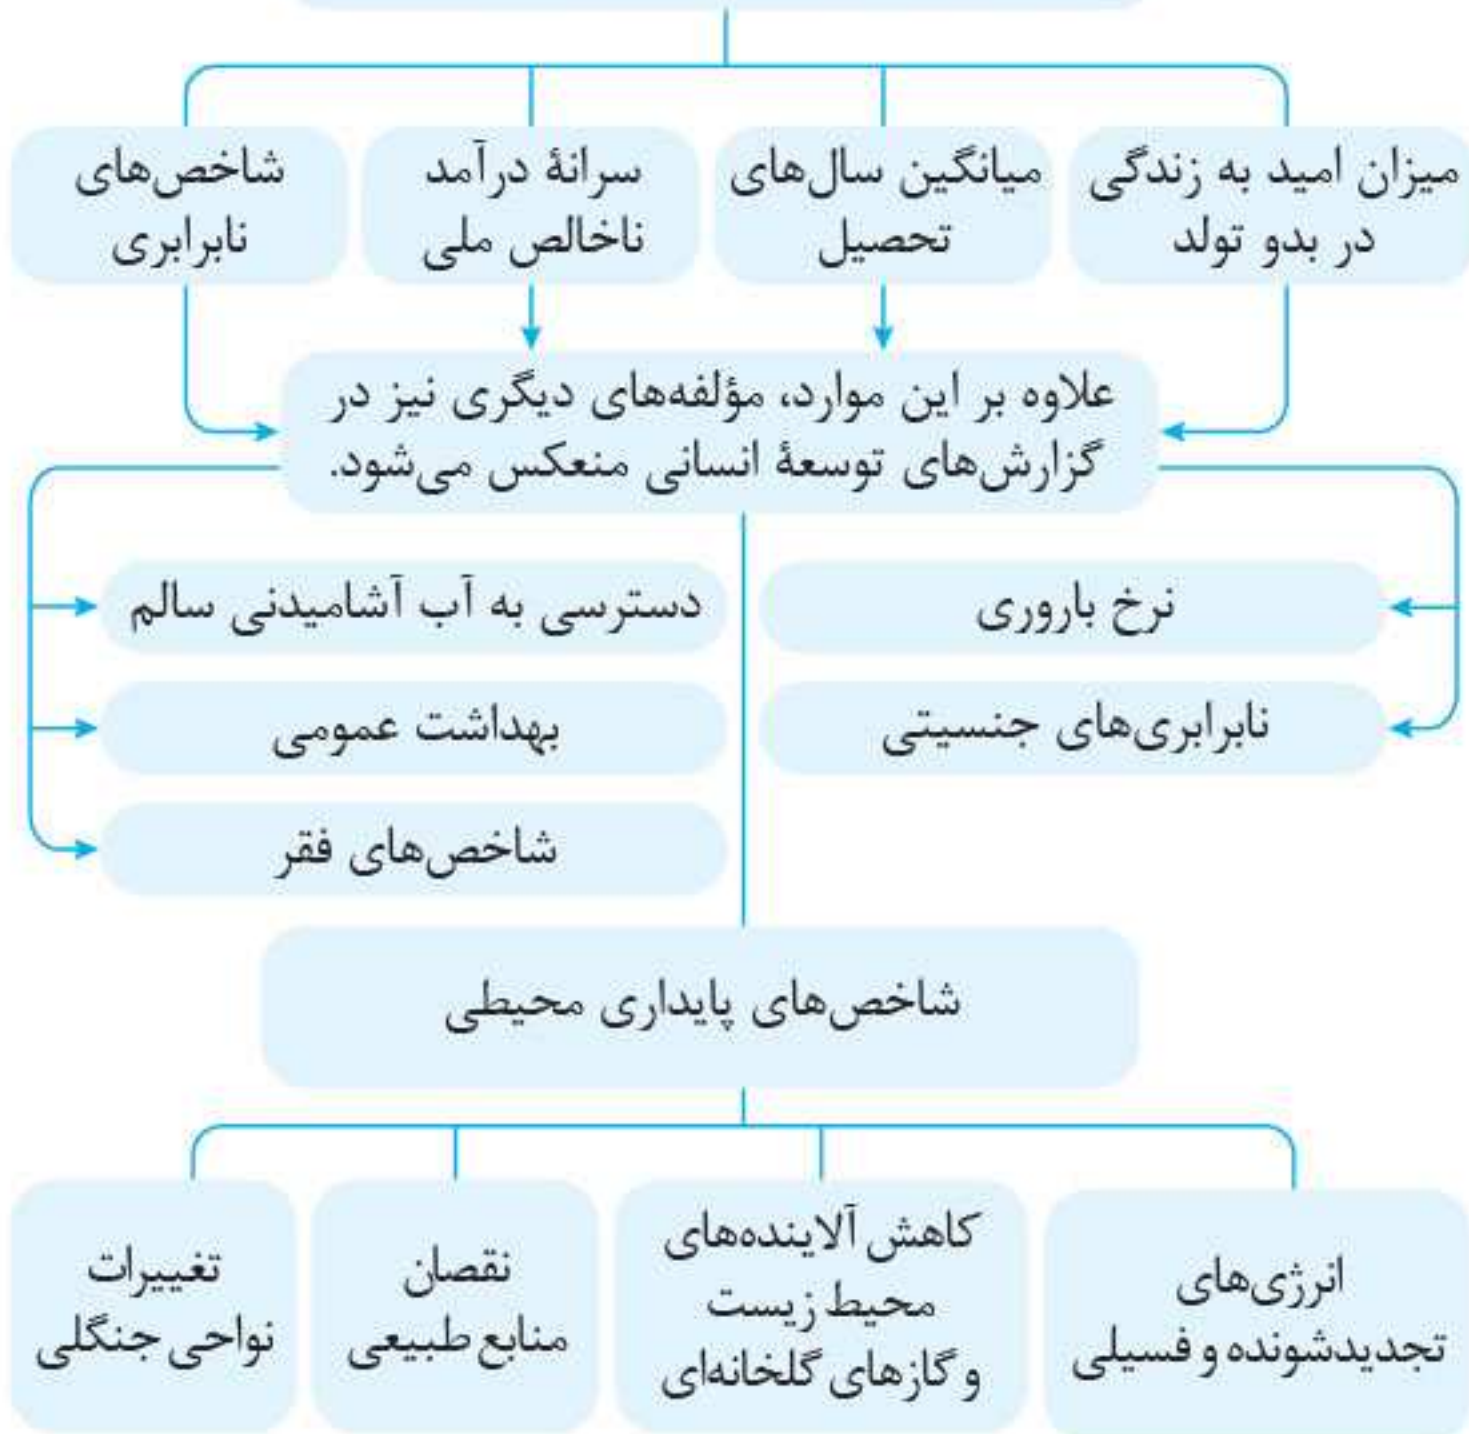 میزان امید به زندگی
در بدو تولد
میانگین سال‌های
تحصیل
سرانهٔ درآمد
ناخالص ملی
شاخص‌های
نابرابری
علاوه بر این موارد، مؤلفه‌های دیگری نیز در
گزارش‌های توسعهٔ انسانی منعکس می‌شود.
نرخ باروری
نابرابری‌های جنسیتی
دسترسی به آب آشامیدنی سالم
بهداشت عمومی
شاخص‌های فقر
شاخص‌های پایداری محیطی
انرژی‌های
تجدیدشونده و فسیلی
کاهش آلاینده‌های
محیط زیست
و گازهای گلخانه‌ای
نقصان
منابع طبیعی
تغییرات
نواحی جنگلی